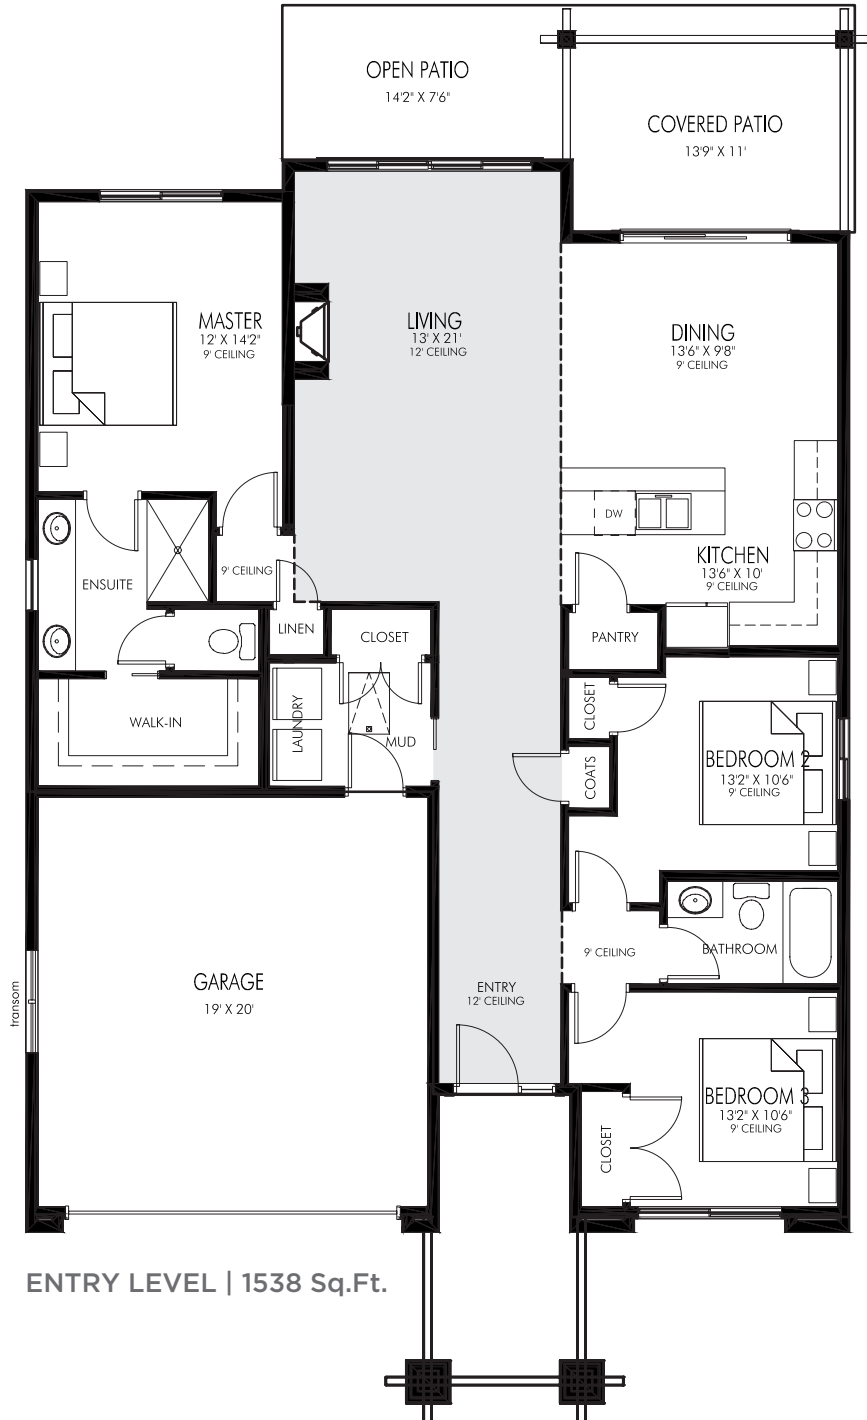 OPEN PATIO
14'2" X 7'6"
COVERED PATIO
13'9" X 11'
MASTER
12' X 14'2"
9' CEILING
LIVING
13' X 21'
12' CEILING
DINING
13'6" X 9'8"
9' CEILING
DW
KITCHEN
13'6" X 10'
9' CEILING
9' CEILING
ENSUITE
LINEN
CLOSET
PANTRY
WALK-IN
LAUNDRY
MUD
CLOSET
COATS
BEDROOM 2
13'2" X 10'6"
9' CEILING
BATHROOM
9' CEILING
GARAGE
19' X 20'
transom
ENTRY
12' CEILING
BEDROOM 3
13'2" X 10'6"
9' CEILING
CLOSET
ENTRY LEVEL | 1538 Sq.Ft.